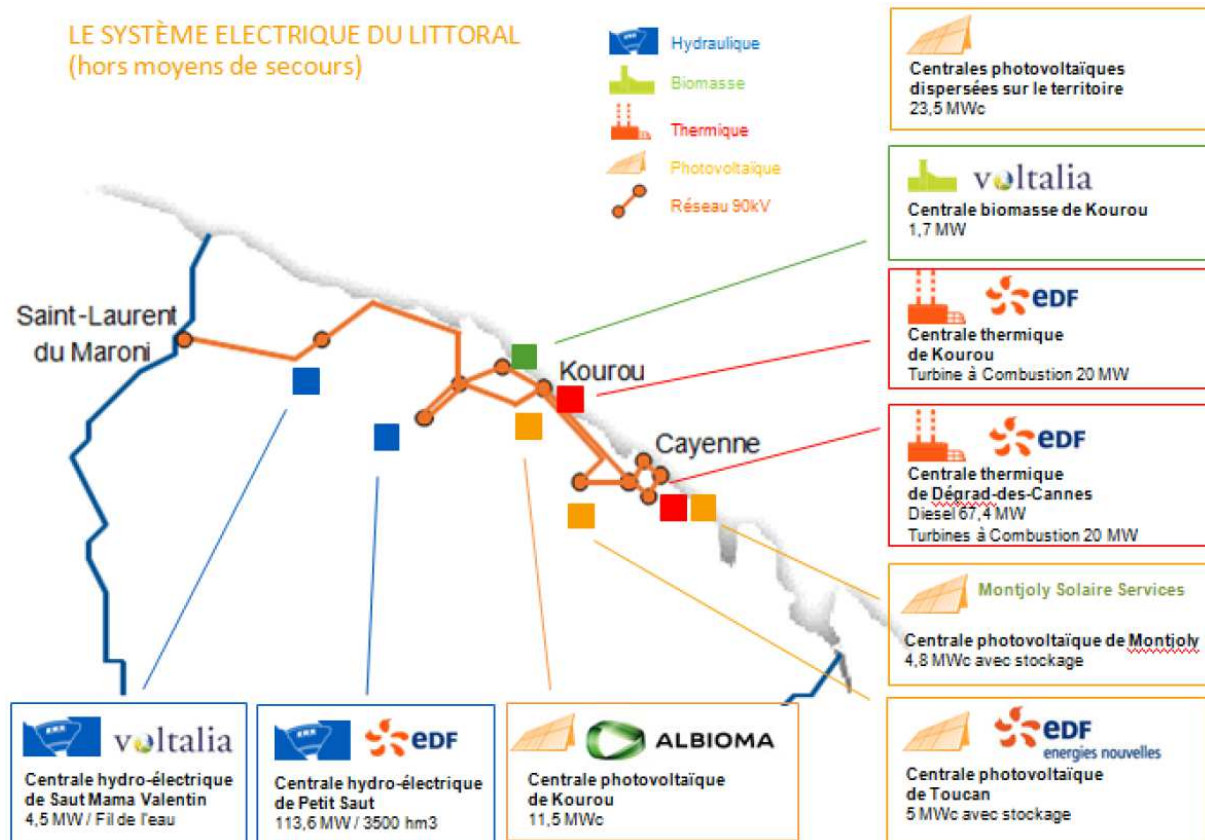 LE SYSTÈME ELECTRIQUE DU LITTORAL
(hors moyens de secours)
Hydraulique
Biomasse
Thermique
Photovoltaïque
Réseau 90kV
Centrales photovoltaïques
dispersées sur le territoire
23,5 MWc
voltalia
Centrale biomasse de Kourou
1,7 MW
eDF
Centrale thermique
de Kourou
Turbine à Combustion 20 MW
eDF
Centrale thermique
de Dégrad-des-Cannes
Diesel 67,4 MW
Turbines à Combustion 20 MW
Montjoly Solaire Services
Centrale photovoltaïque de Montjoly
4,8 MWc avec stockage
eDF
energies nouvelles
Centrale photovoltaïque
de Toucan
5 MWc avec stockage
Saint-Laurent
du Maroni
Kourou
Cayenne
voltalia
Centrale hydro-électrique
de Saut Mama Valentin
4,5 MW / Fil de l'eau
eDF
Centrale hydro-électrique
de Petit Saut
113,6 MW / 3500 hm3
ALBIOMA
Centrale photovoltaïque
de Kourou
11,5 MWc